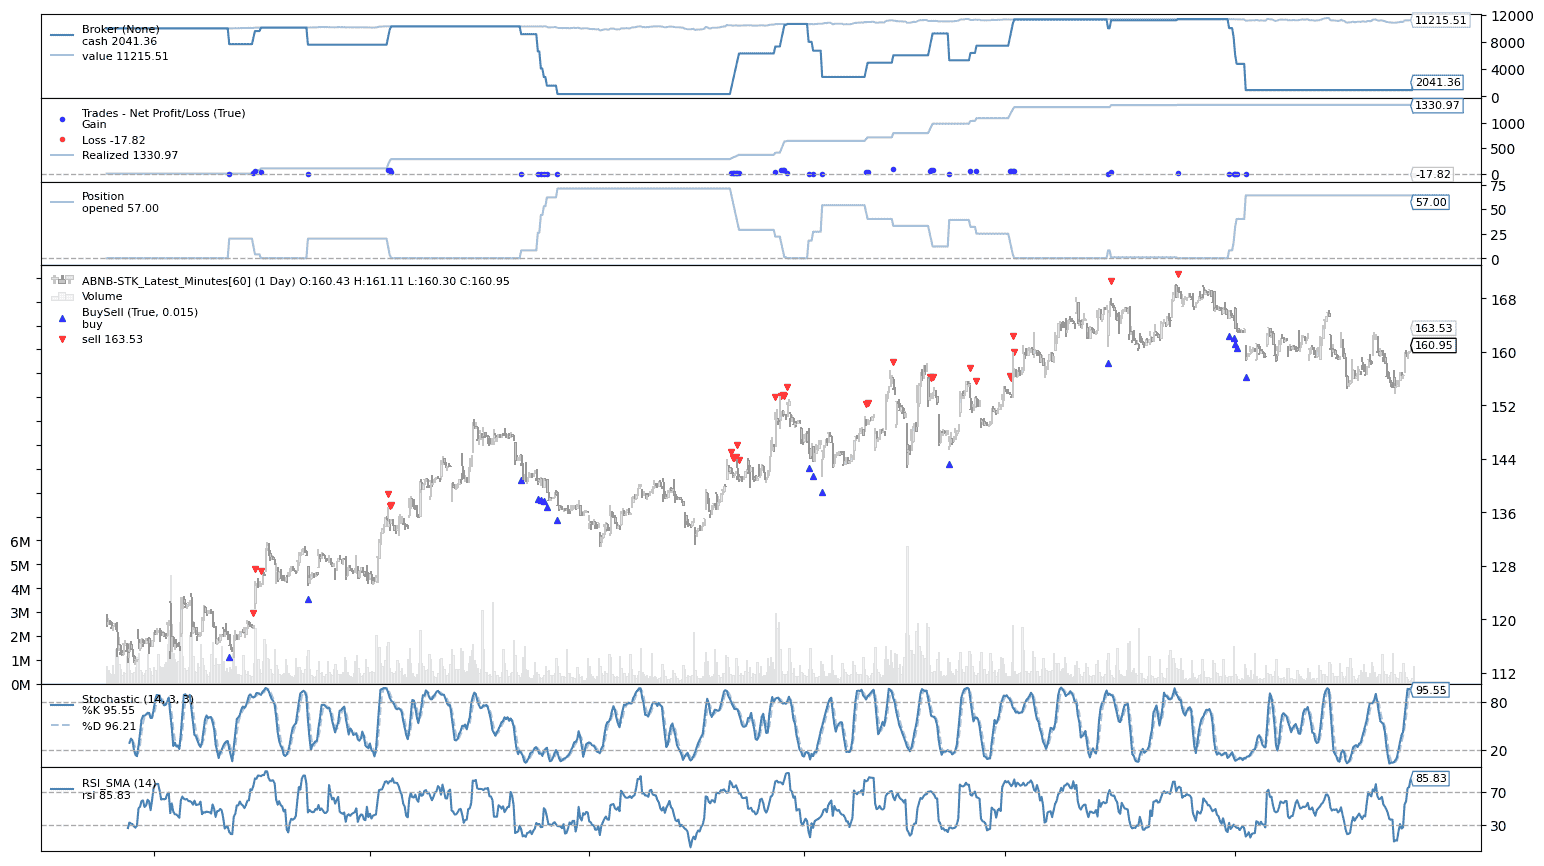 Broker (None)
cash 2041.36
value 11215.51
11215.51
2041.36
12000
8000
4000
0
Trades - Net Profit/Loss (True)
Gain
Loss -17.82
Realized 1330.97
1330.97
-17.82
1000
500
0
Position
opened 57.00
57.00
75
50
25
0
ABNB-STK_Latest_Minutes[60] (1 Day) O:160.43 H:161.11 L:160.30 C:160.95
Volume
BuySell (True, 0.015)
buy
sell 163.53
163.53
160.95
168
160
152
144
136
128
120
112
6M
5M
4M
3M
2M
1M
0M
Stochastic (14, 3, 3)
%K 95.55
%D 96.21
95.55
80
20
RSI_SMA (14)
rsi 85.83
85.83
70
30